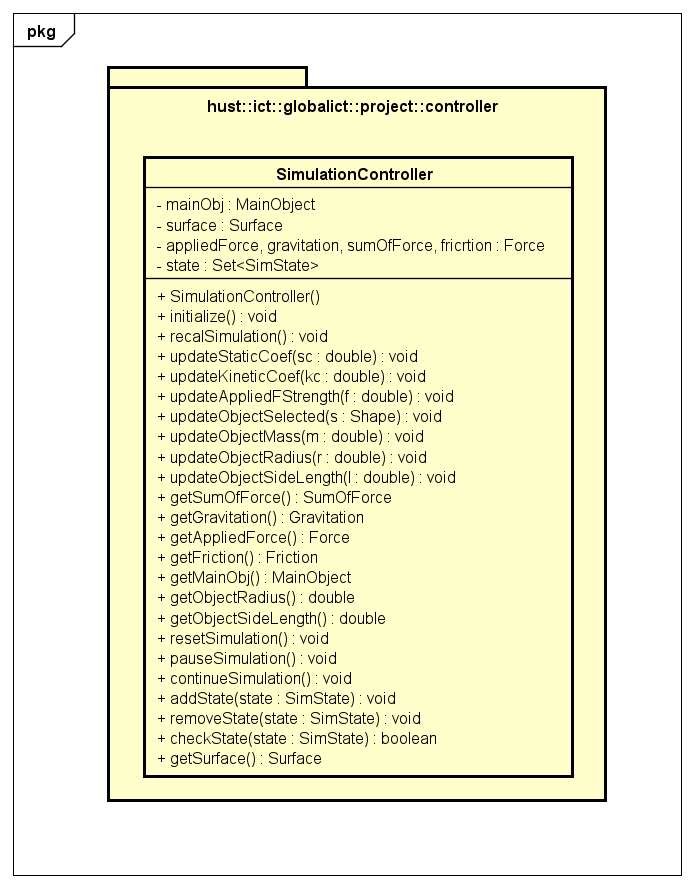 pkg
hust::ict::globalict::project::controller
SimulationController
- mainObj : MainObject
- surface : Surface
- appliedForce, gravitation, sumOfForce, fricrtion : Force
- state : Set<SimState>
+ SimulationController()
+ initialize() : void
+ recalSimulation() : void
+ updateStaticCoef(sc : double) : void
+ updateKineticCoef(kc : double) : void
+ updateAppliedFStrength(f : double) : void
+ updateObjectSelected(s : Shape) : void
+ updateObjectMass(m : double) : void
+ updateObjectRadius(r : double) : void
+ updateObjectSideLength(l : double) : void
+ getSumOfForce() : SumOfForce
+ getGravitation() : Gravitation
+ getAppliedForce() : Force
+ getFriction() : Friction
+ getMainObj() : MainObject
+ getObjectRadius() : double
+ getObjectSideLength() : double
+ resetSimulation() : void
+ pauseSimulation() : void
+ continueSimulation() : void
+ addState(state : SimState) : void
+ removeState(state : SimState) : void
+ checkState(state : SimState) : boolean
+ getSurface() : Surface